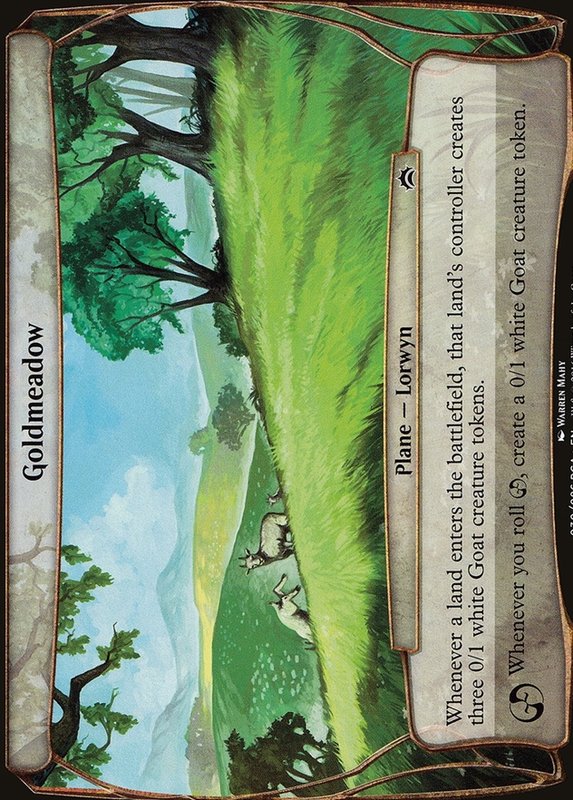 Goldmeadow
Plane — Lorwyn
Whenever a land enters the battlefield, that land's controller creates
three 0/1 white Goat creature tokens.
Whenever you roll , create a 0/1 white Goat creature token.
Warren Mahy